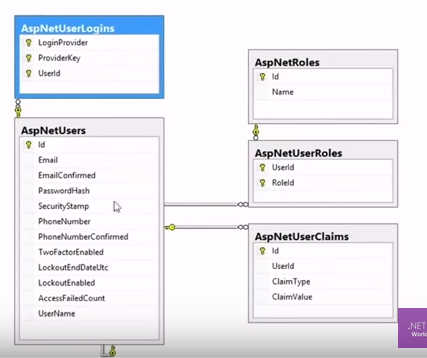 AspNetUserLogins
LoginProvider
ProviderKey
UserId
AspNetUsers
Id
Email
EmailConfirmed
PasswordHash
SecurityStamp
PhoneNumber
PhoneNumberConfirmed
TwoFactorEnabled
LockoutEndDateUtc
LockoutEnabled
AccessFailedCount
UserName
AspNetRoles
Id
Name
AspNetUserRoles
UserId
RoleId
AspNetUserClaims
Id
UserId
ClaimType
ClaimValue
.NET
World